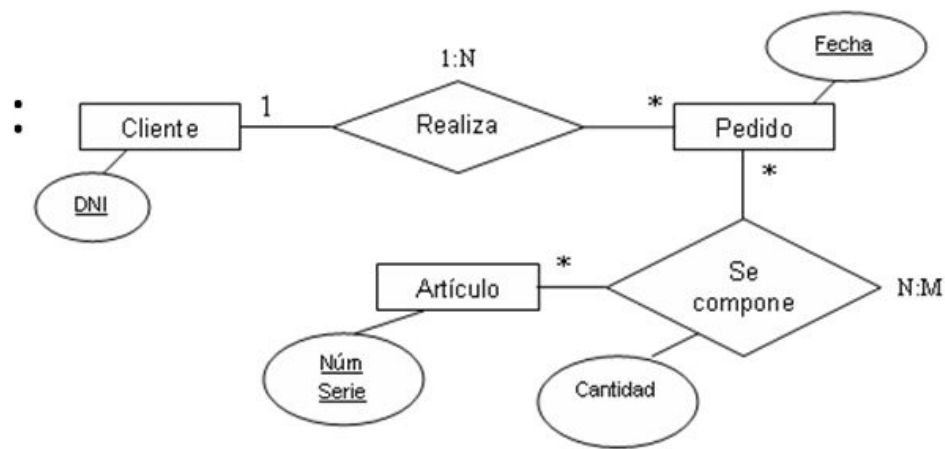 Fecha
1:N
Cliente
1
Realiza
*
Pedido
DNI
*
Artículo
*
Se
compone
N:M
Núm
Serie
Cantidad